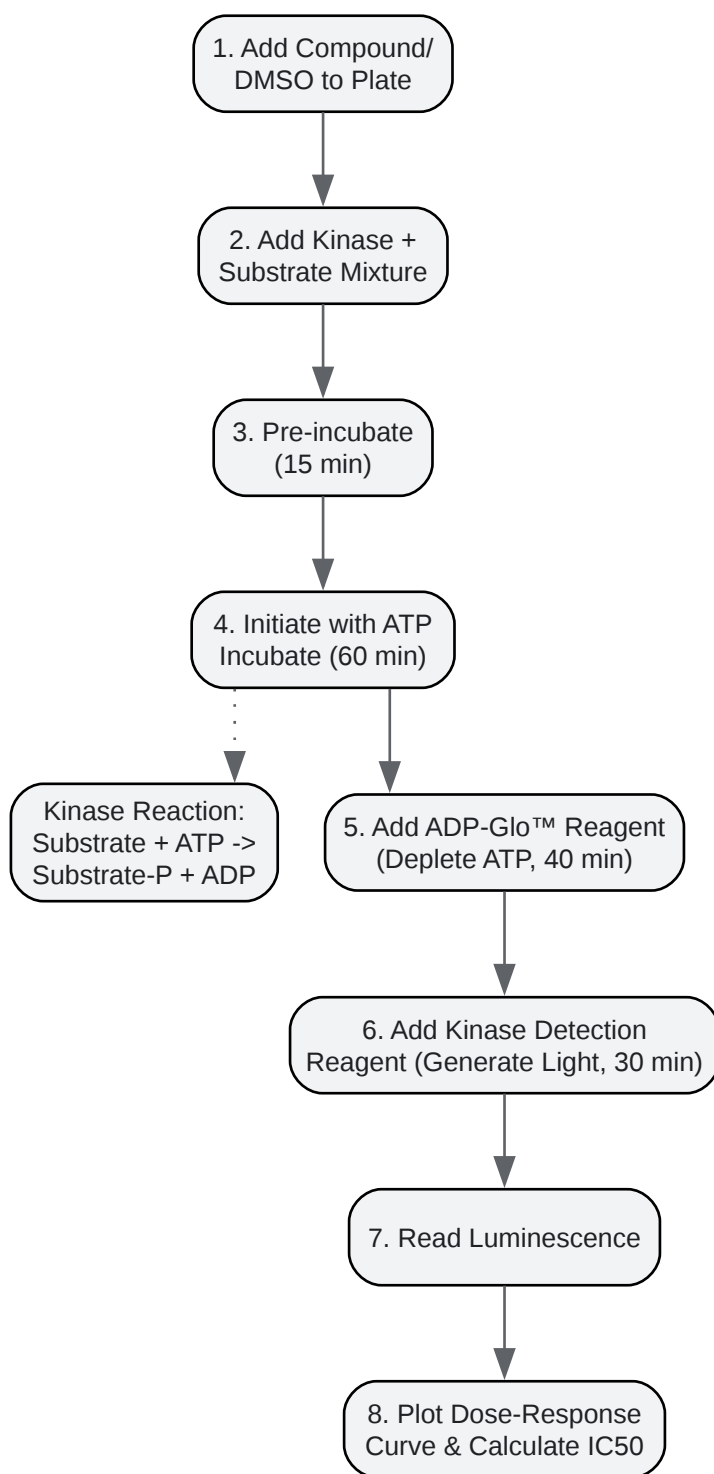 1. Add Compound/
DMSO to Plate
2. Add Kinase +
Substrate Mixture
3. Pre-incubate
(15 min)
4. Initiate with ATP
Incubate (60 min)
Kinase Reaction:
Substrate + ATP ->
Substrate-P + ADP
5. Add ADP-Glo™ Reagent
(Deplete ATP, 40 min)
6. Add Kinase Detection
Reagent (Generate Light, 30 min)
7. Read Luminescence
8. Plot Dose-Response
Curve & Calculate IC50